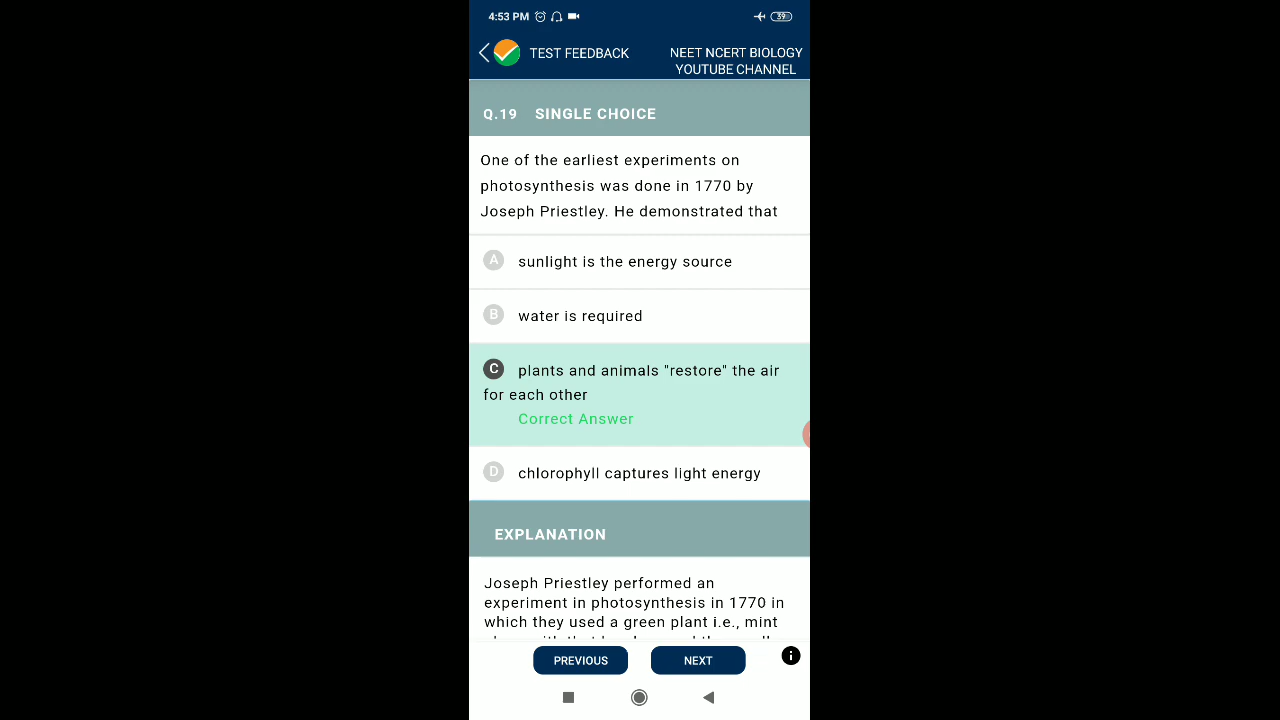 4:53 PM
39
TEST FEEDBACK
NEET NCERT BIOLOGY
YOUTUBE CHANNEL
Q.19 SINGLE CHOICE
One of the earliest experiments on
photosynthesis was done in 1770 by
Joseph Priestley. He demonstrated that
A sunlight is the energy source
B water is required
C plants and animals "restore" the air
for each other
Correct Answer
D chlorophyll captures light energy
EXPLANATION
Joseph Priestley performed an
experiment in photosynthesis in 1770 in
which they used a green plant i.e., mint
PREVIOUS NEXT